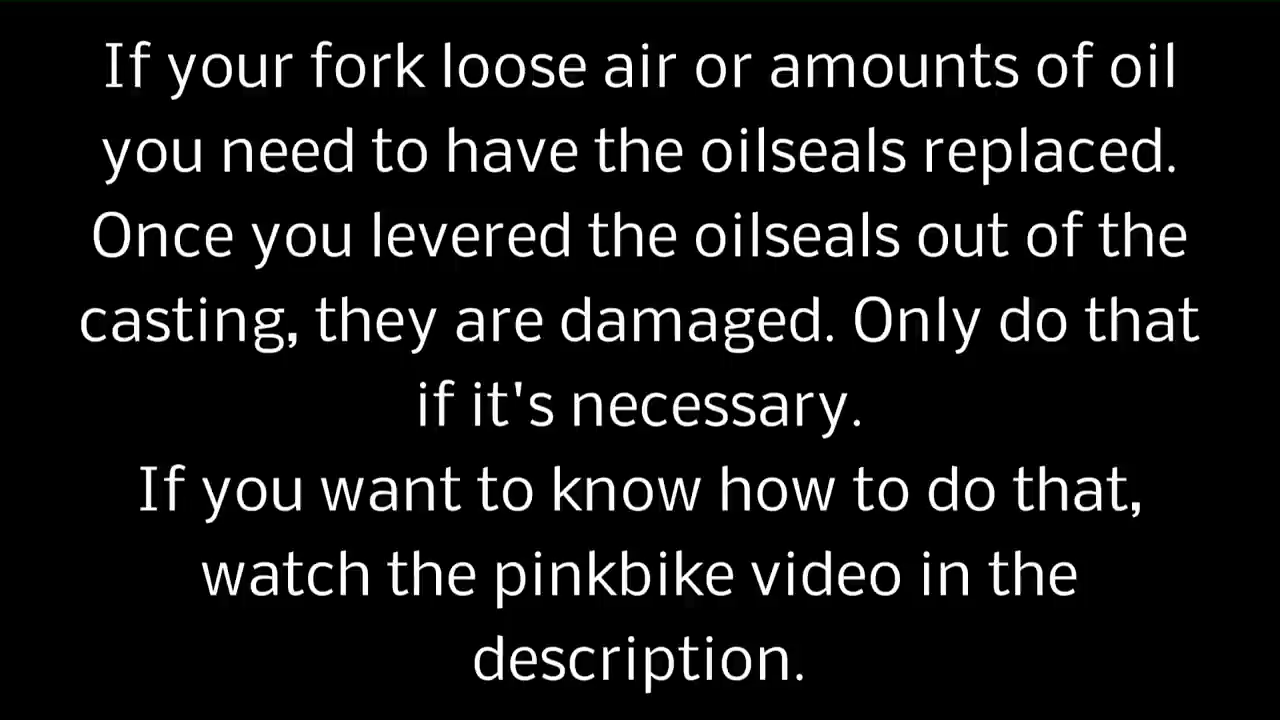 If your fork loose air or amounts of oil
you need to have the oilseals replaced.
Once you levered the oilseals out of the
casting, they are damaged. Only do that
if it's necessary.
If you want to know how to do that,
watch the pinkbike video in the
description.